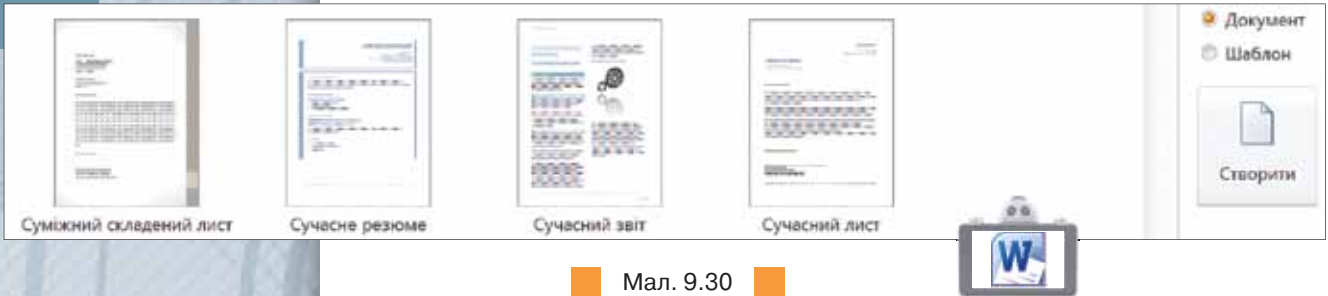 Документ
Шаблон
Створити
Суміжний складений лист
Сучасне резюме
Сучасний звіт
Сучасний лист
W
Мал. 9.30